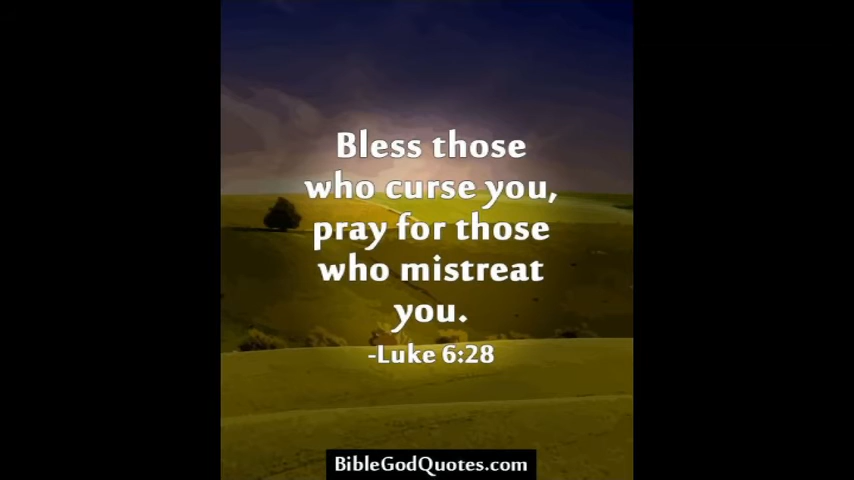 Bless those
who curse you,
pray for those
who mistreat
you.
-Luke 6:28
BibleGodQuotes.com